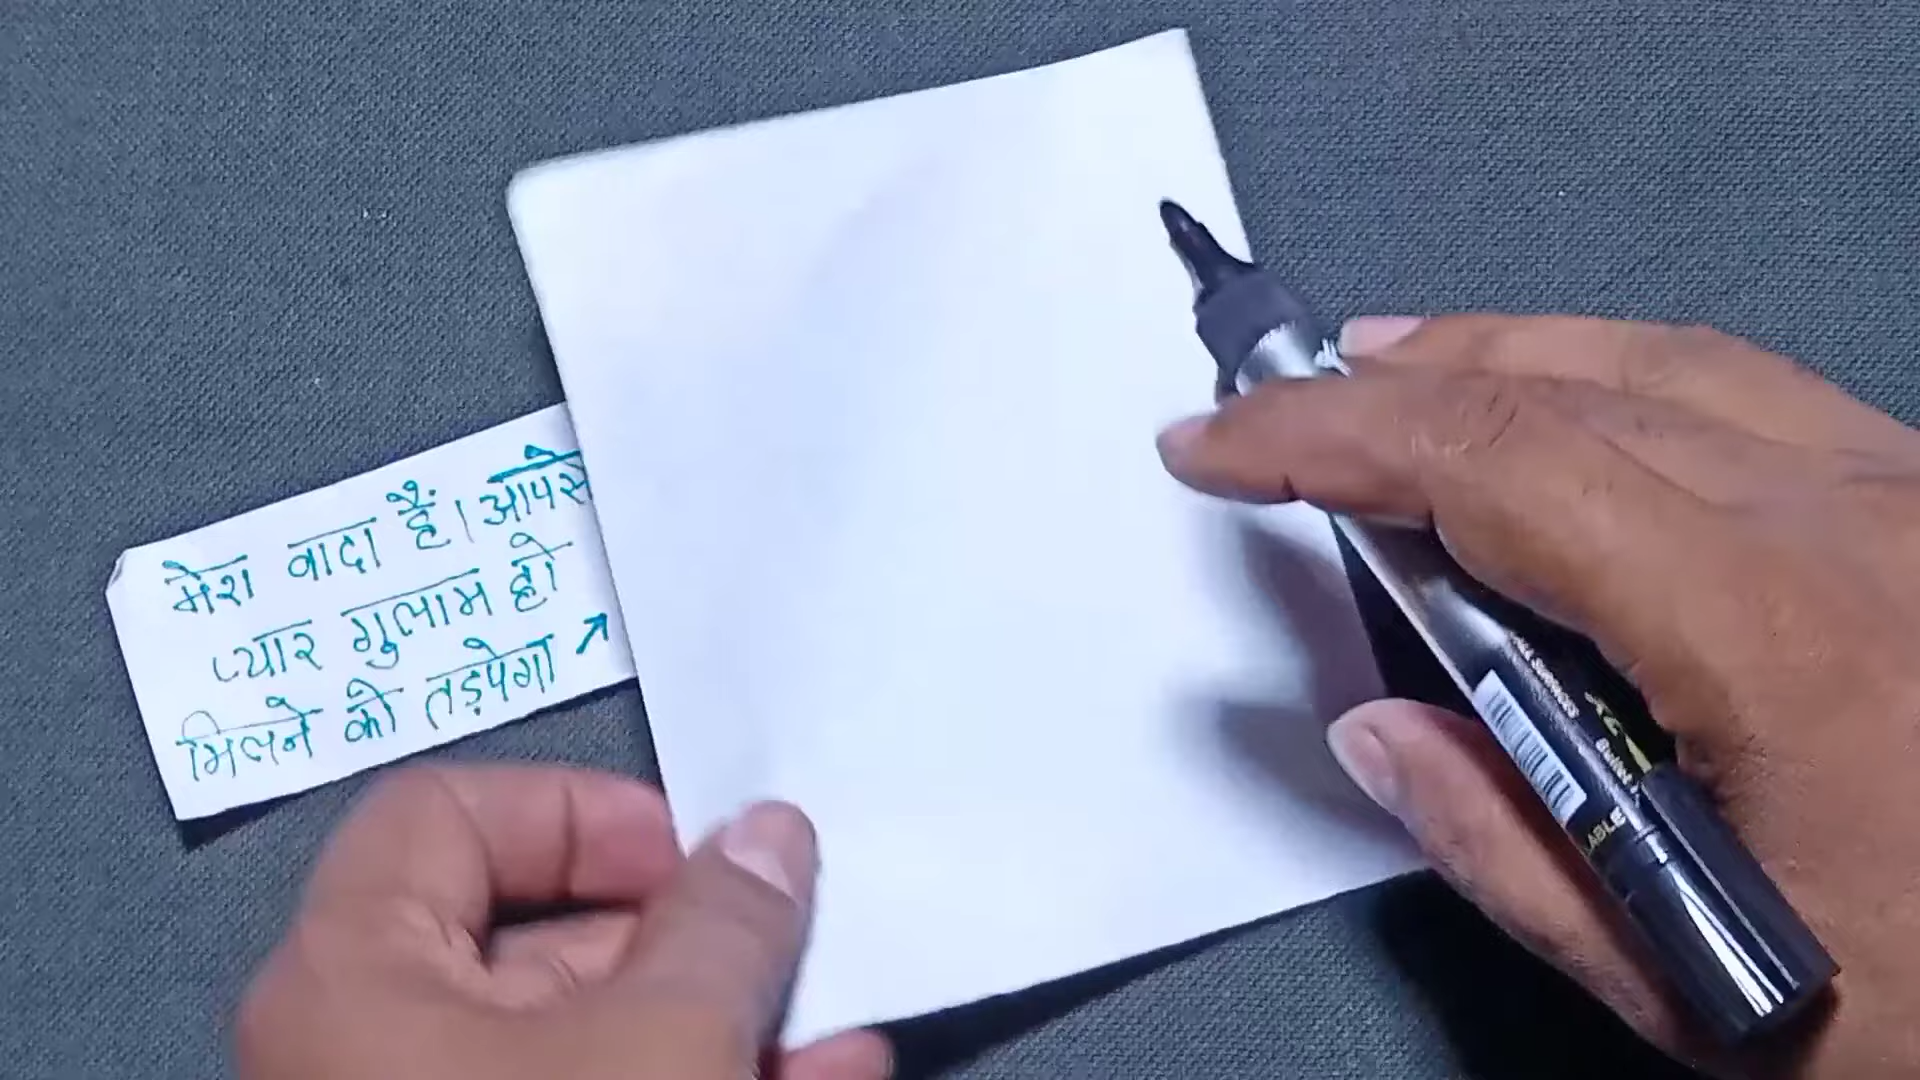 मेरा वादा हैं। आपसे
प्यार गुलाम हो
मिलने को तड़पेगा ↗